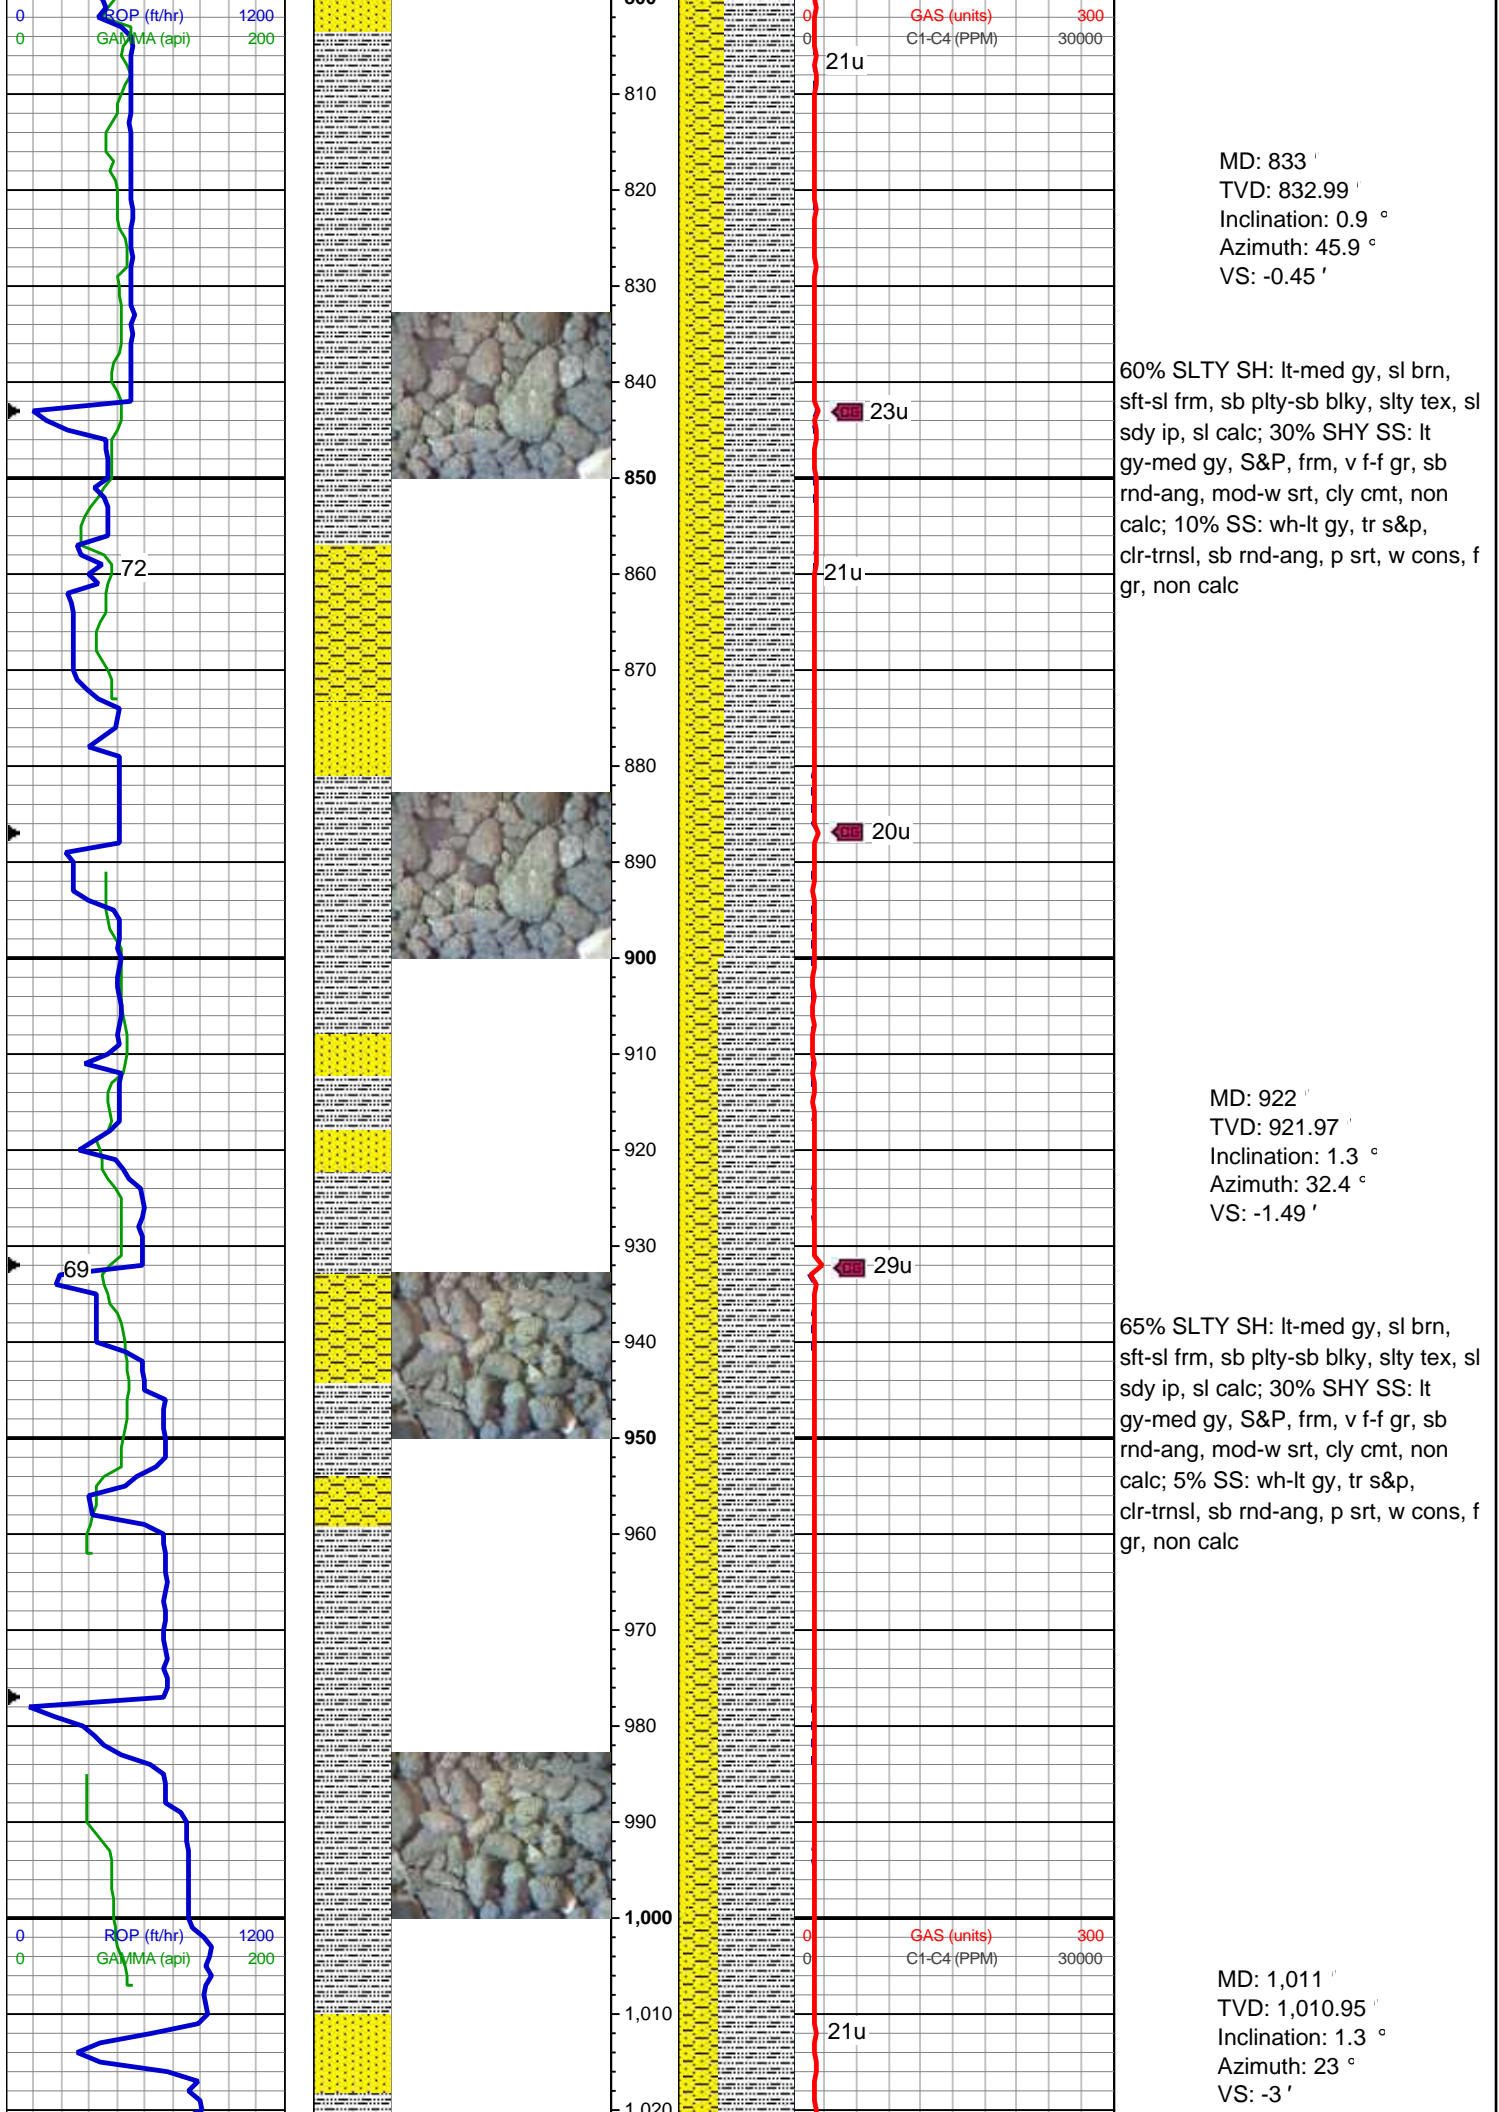 800
0 ROP (ft/hr) 1200
0 GAMMA (api) 200
0 GAS (units) 300
0 C1-C4 (PPM) 30000
21u
810
MD: 833 '
820
TVD: 832.99 '
Inclination: 0.9 °
Azimuth: 45.9 °
VS: -0.45 '
830
60% SLTY SH: lt-med gy, sl brn,
840
sft-sl frm, sb plty-sb blky, slty tex, sl
CG 23u
sdy ip, sl calc; 30% SHY SS: lt
gy-med gy, S&P, frm, v f-f gr, sb
850
rnd-ang, mod-w srt, cly cmt, non
calc; 10% SS: wh-lt gy, tr s&p,
clr-trnsl, sb rnd-ang, p srt, w cons, f
gr, non calc
72
860
21u
870
880
CG 20u
890
900
910
MD: 922 '
TVD: 921.97 '
920
Inclination: 1.3 °
Azimuth: 32.4 °
VS: -1.49 '
930
69
CG 29u
65% SLTY SH: lt-med gy, sl brn,
940
sft-sl frm, sb plty-sb blky, slty tex, sl
sdy ip, sl calc; 30% SHY SS: lt
gy-med gy, S&P, frm, v f-f gr, sb
950
rnd-ang, mod-w srt, cly cmt, non
calc; 5% SS: wh-lt gy, tr s&p,
clr-trnsl, sb rnd-ang, p srt, w cons, f
gr, non calc
960
970
980
990
1,000
0 ROP (ft/hr) 1200
0 GAMMA (api) 200
0 GAS (units) 300
0 C1-C4 (PPM) 30000
MD: 1,011 '
TVD: 1,010.95 '
1,010
21u
Inclination: 1.3 °
Azimuth: 23 °
VS: -3 '
1,020